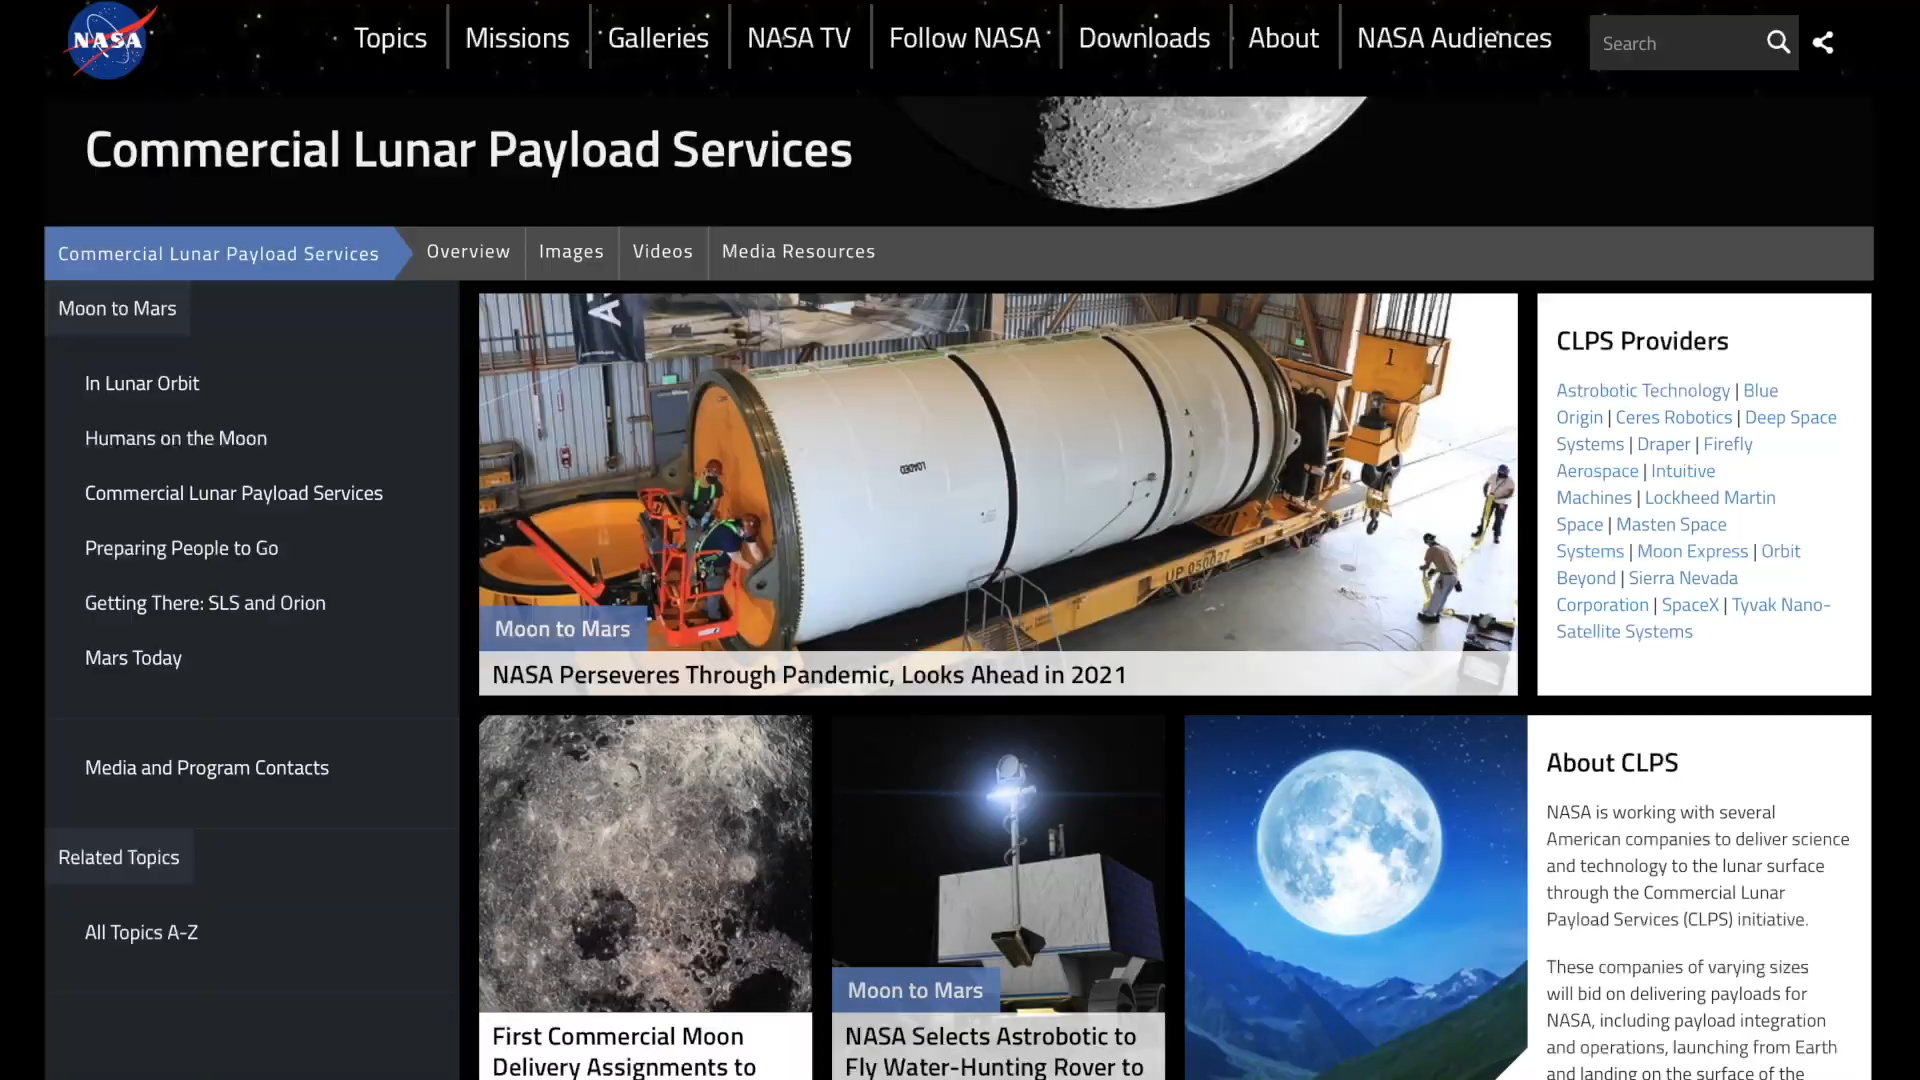 NASA
Topics
Missions
Galleries
NASA TV
Follow NASA
Downloads
About
NASA Audiences
Search
Commercial Lunar Payload Services
Commercial Lunar Payload Services
Overview
Images
Videos
Media Resources
Moon to Mars
In Lunar Orbit
Humans on the Moon
Commercial Lunar Payload Services
Preparing People to Go
Getting There: SLS and Orion
Mars Today
Media and Program Contacts
Related Topics
All Topics A-Z
1
LOADED
UP 050027
Moon to Mars
NASA Perseveres Through Pandemic, Looks Ahead in 2021
CLPS Providers
Astrobotic Technology | Blue
Origin | Ceres Robotics | Deep Space
Systems | Draper | Firefly
Aerospace | Intuitive
Machines | Lockheed Martin
Space | Masten Space
Systems | Moon Express | Orbit
Beyond | Sierra Nevada
Corporation | SpaceX | Tyvak Nano-
Satellite Systems
First Commercial Moon
Delivery Assignments to
Moon to Mars
NASA Selects Astrobotic to
Fly Water-Hunting Rover to
About CLPS
NASA is working with several
American companies to deliver science
and technology to the lunar surface
through the Commercial Lunar
Payload Services (CLPS) initiative.
These companies of varying sizes
will bid on delivering payloads for
NASA, including payload integration
and operations, launching from Earth
and landing on the surface of the